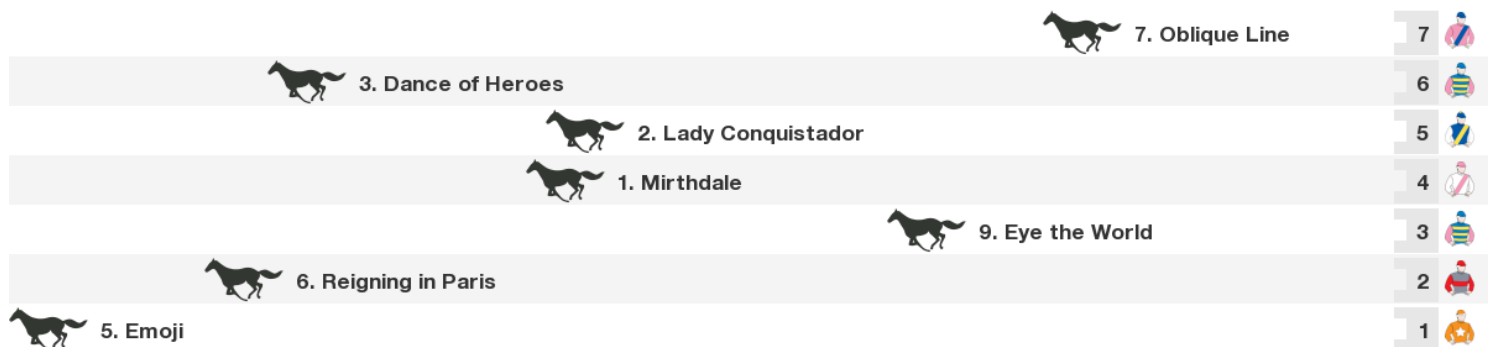 7. Oblique Line 7
3. Dance of Heroes 6
2. Lady Conquistador 5
1. Mirthdale 4
9. Eye the World 3
6. Reigning in Paris 2
5. Emoji 1